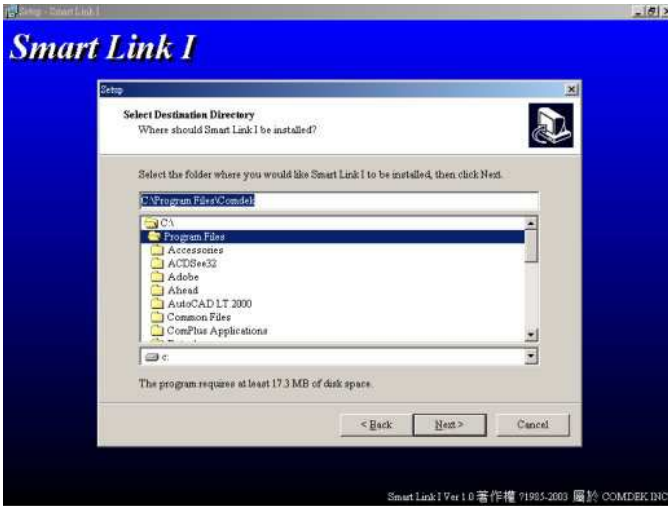 Setup - Smart Link I
Smart Link I
Setup
Select Destination Directory
Where should Smart Link I be installed?
Select the folder where you would like Smart Link I to be installed, then click Next.
C:\Program Files\Comdek
C:\
Program Files
Accessories
ACDSee32
Adobe
Ahead
AutoCAD LT 2000
Common Files
ComPlus Applications
c:
The program requires at least 17.3 MB of disk space.
< Back
Next >
Cancel
Smart Link I Ver 1.0 著作權 ?1985-2003 屬於 COMDEK INC